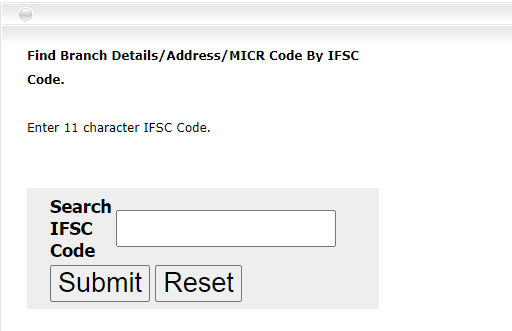 Find Branch Details/Address/MICR Code By IFSC
Code.
Enter 11 character IFSC Code.
Search
IFSC
Code
Submit Reset